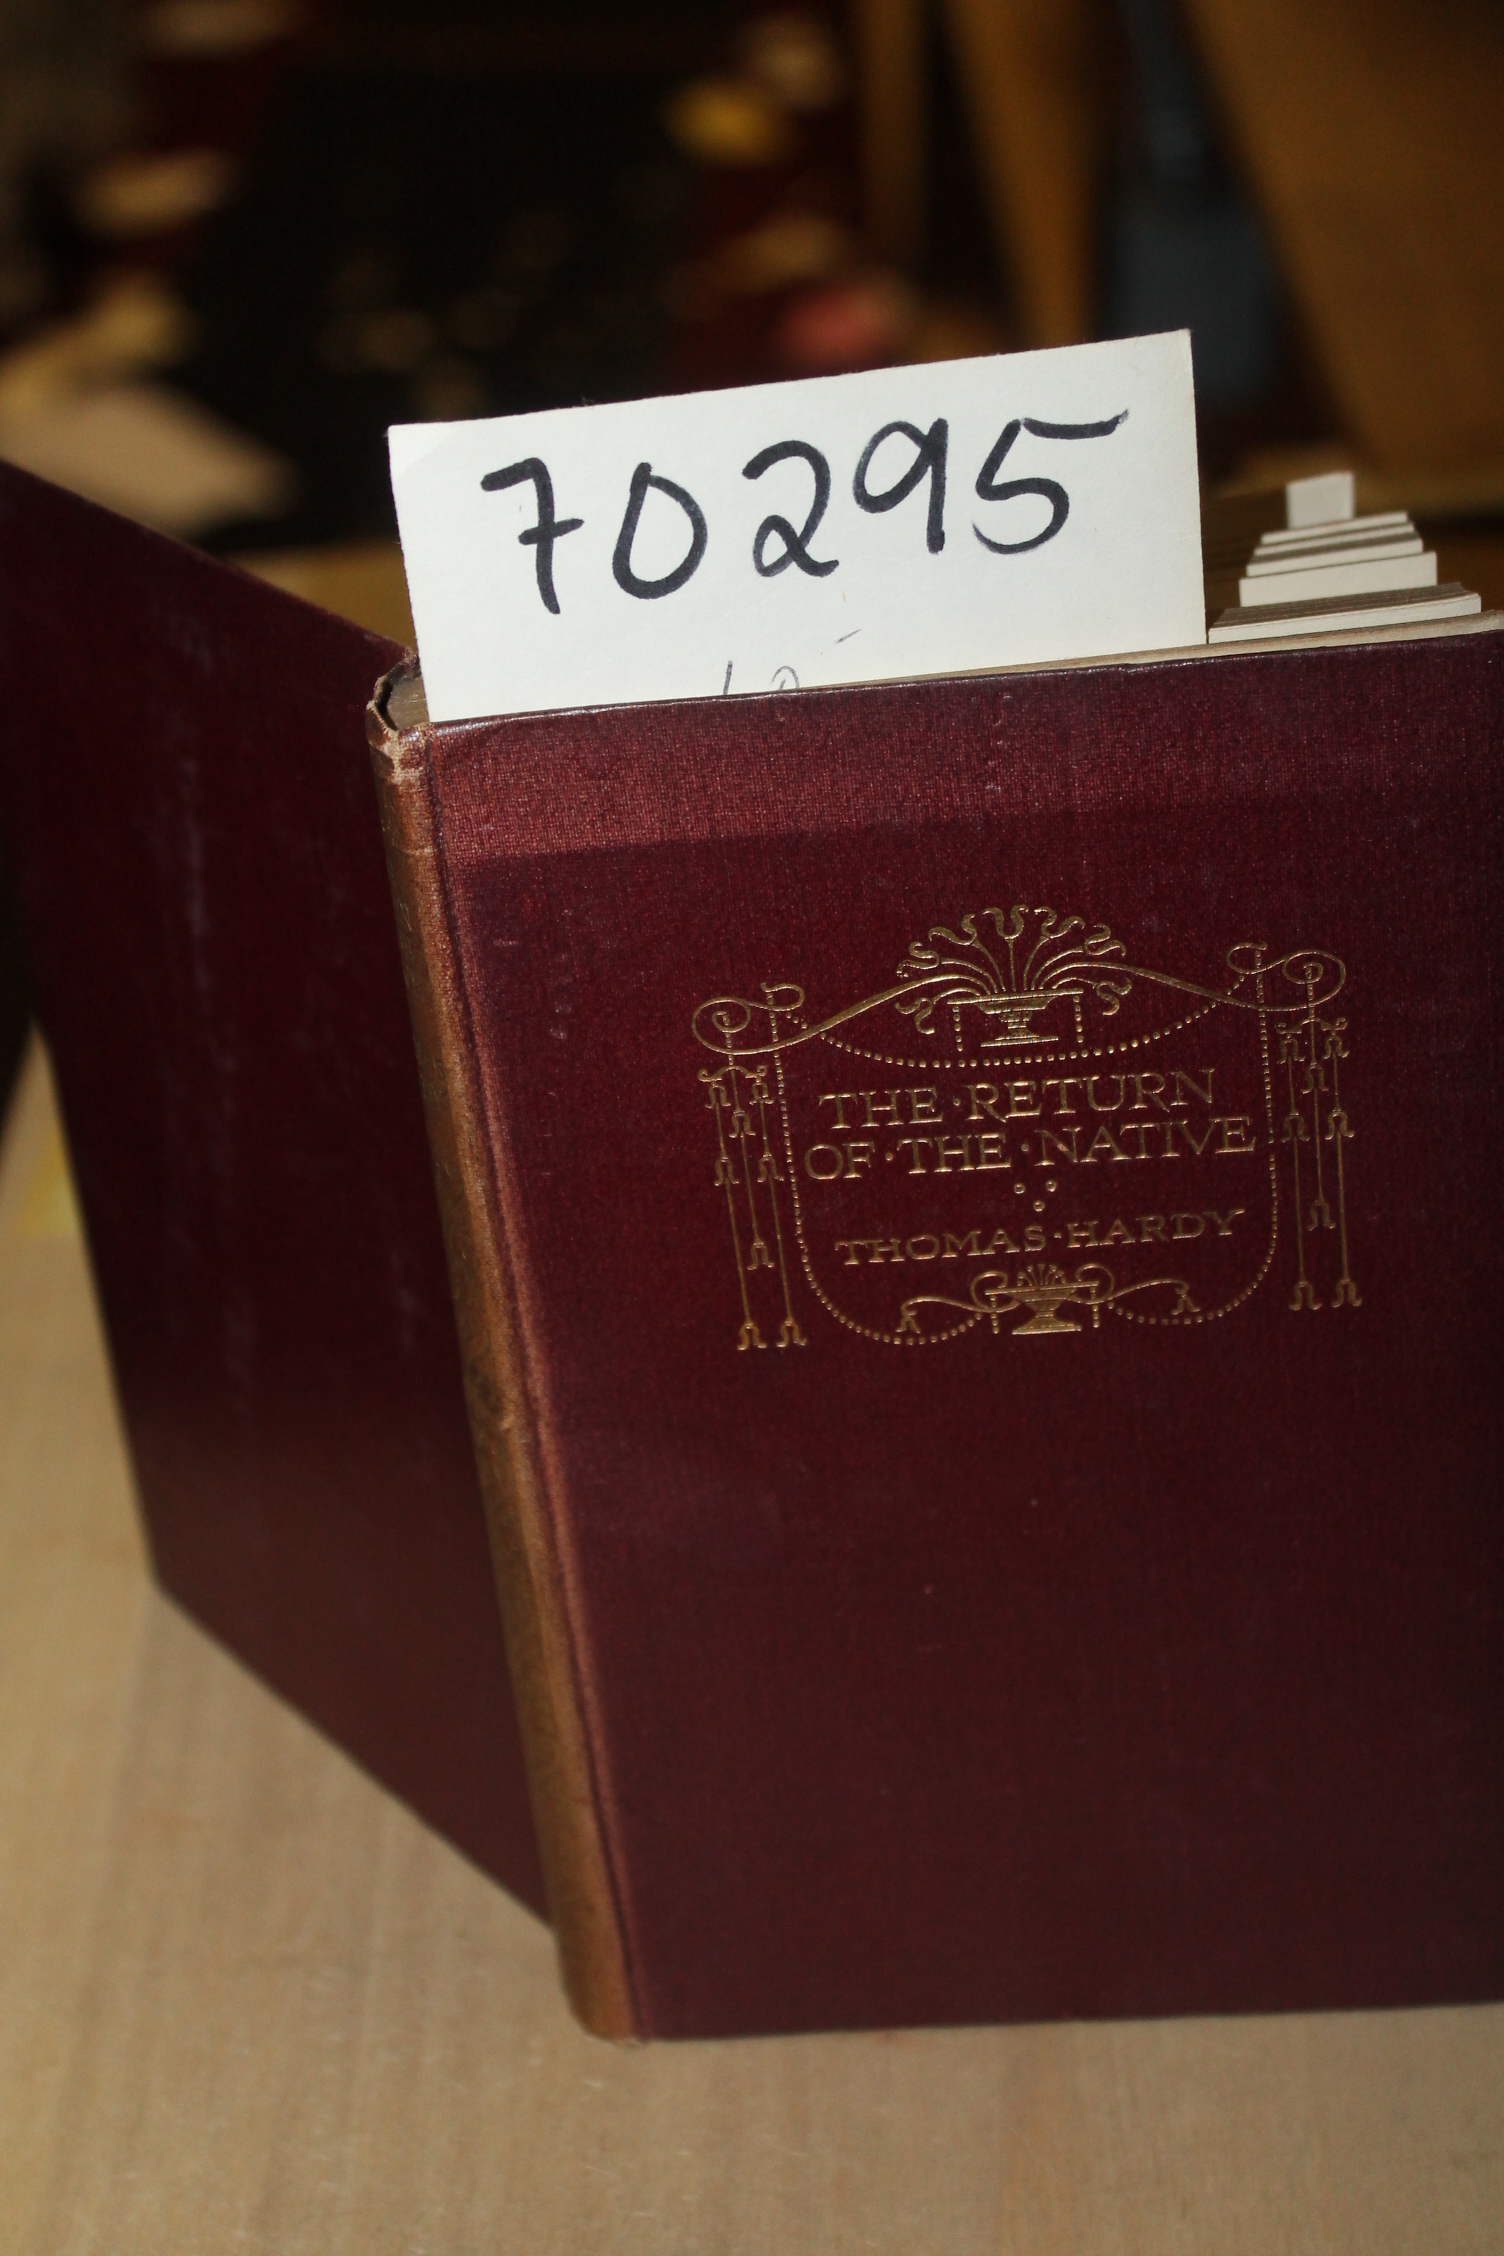 70295
THE·RETURN
OF·THE·NATIVE
THOMAS·HARDY